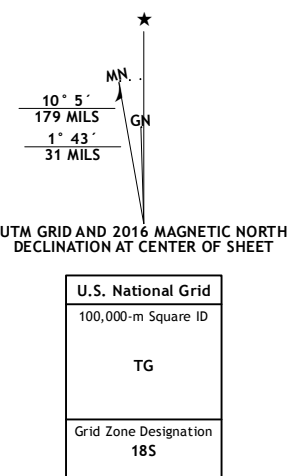 ★
MN
10° 5´
179 MILS
GN
1° 43´
31 MILS
UTM GRID AND 2016 MAGNETIC NORTH
DECLINATION AT CENTER OF SHEET
U.S. National Grid
100,000-m Square ID
TG
Grid Zone Designation
18S